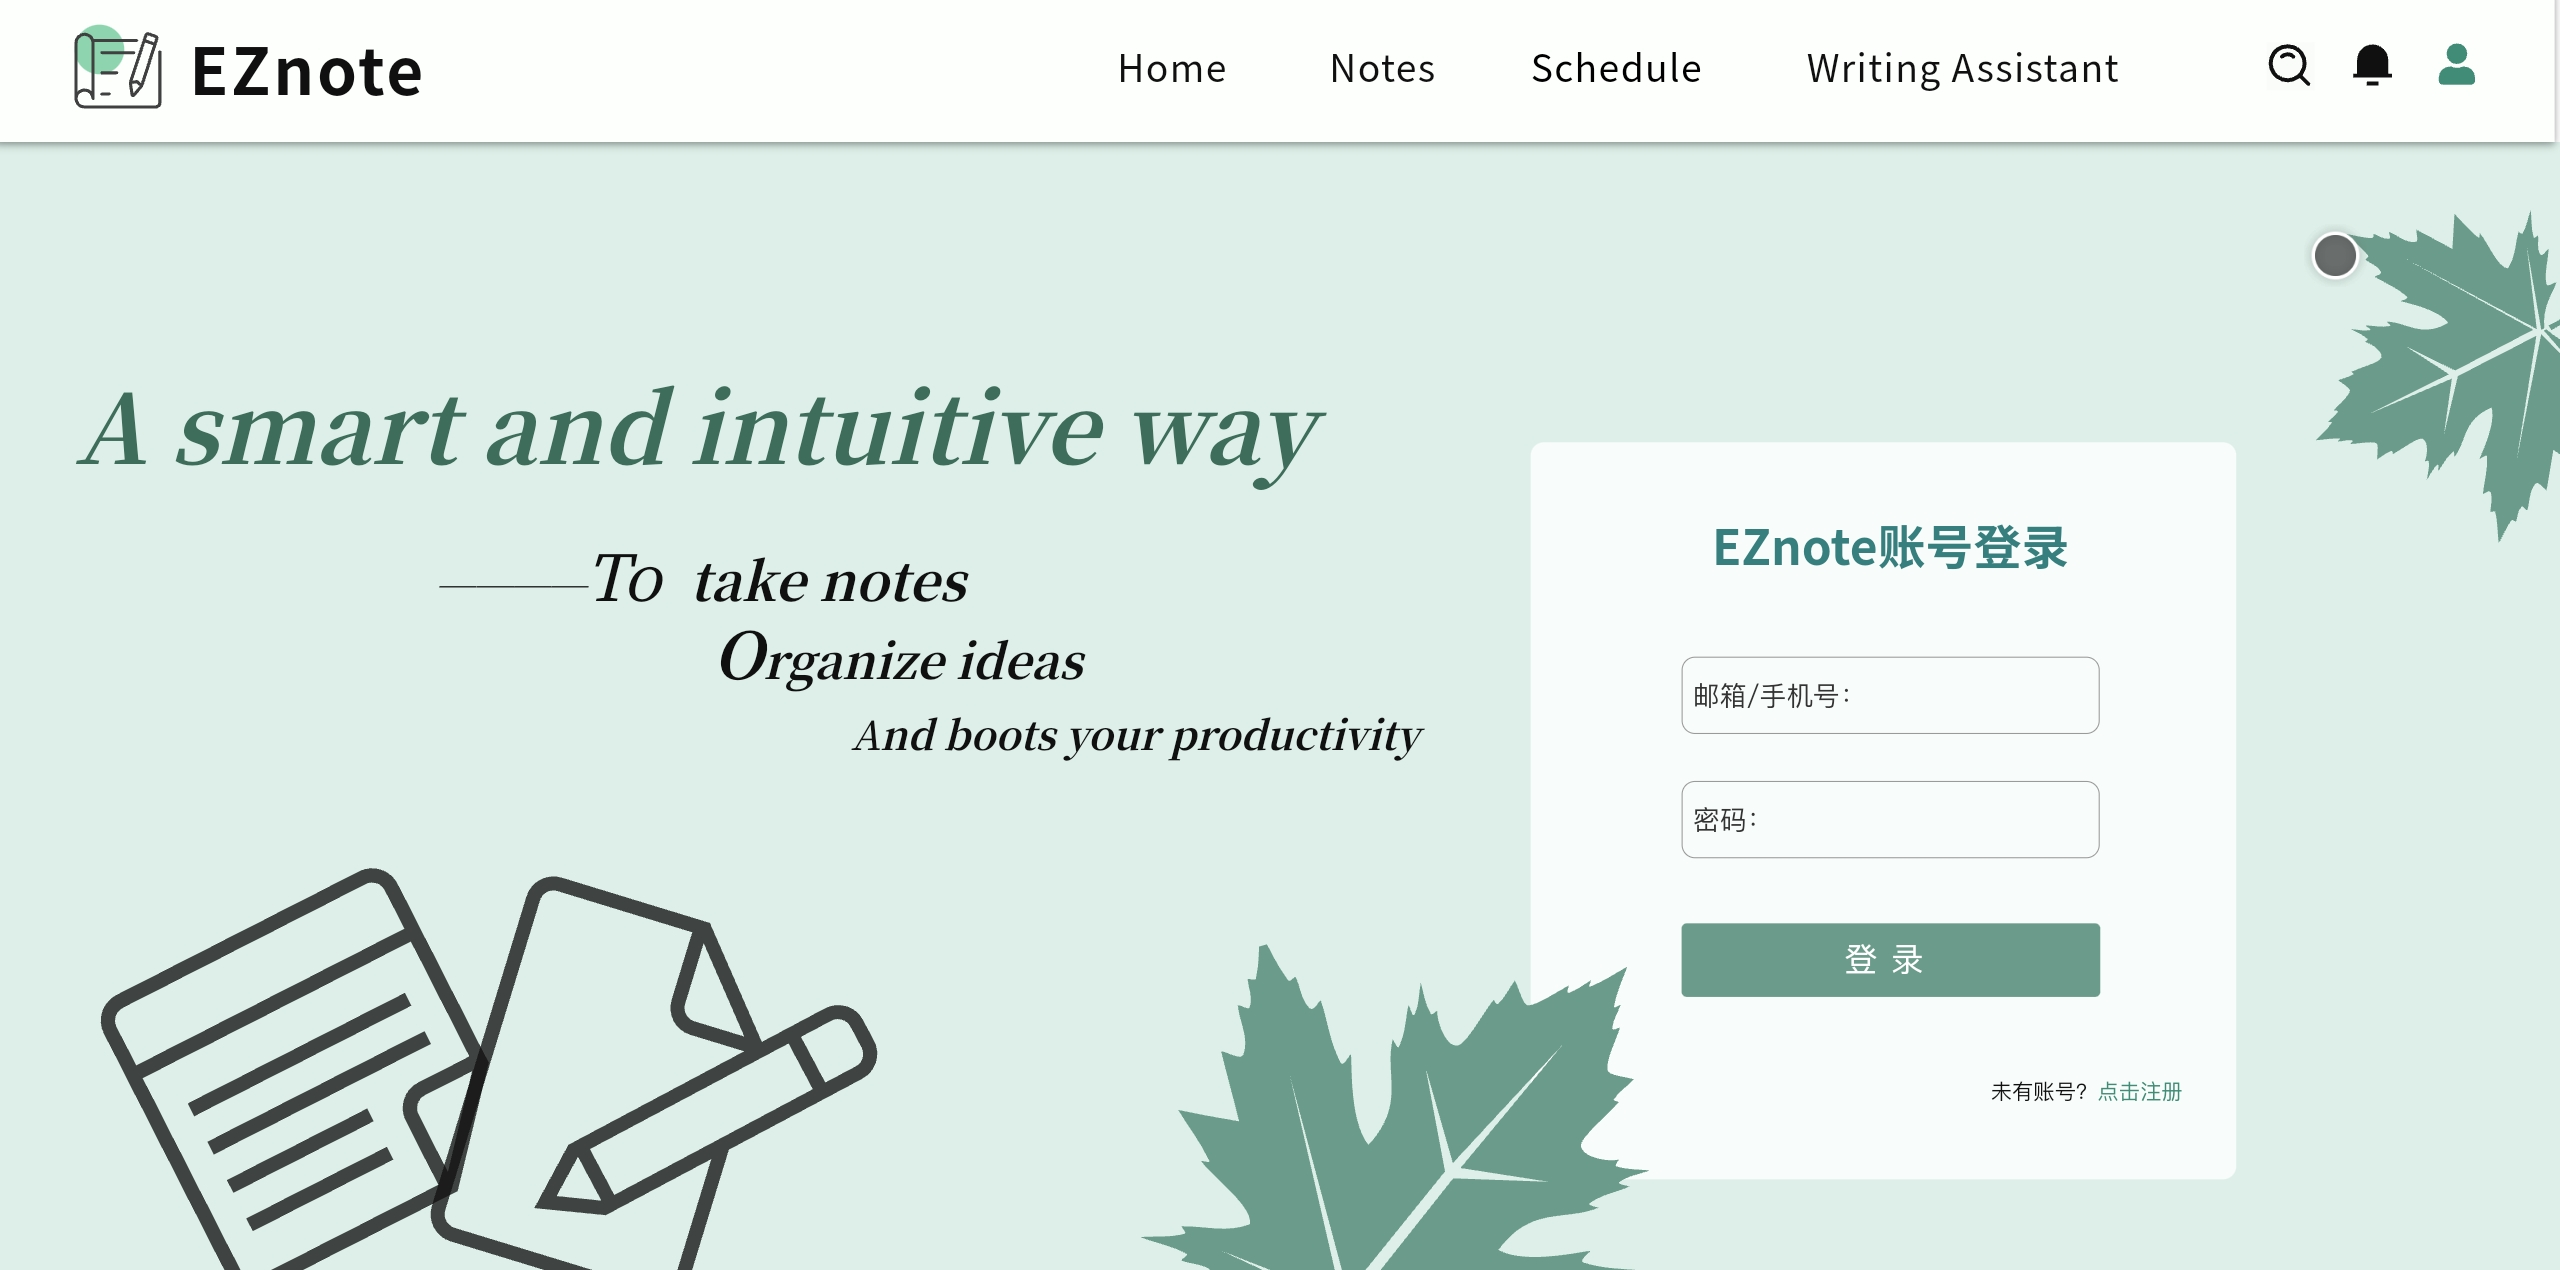 EZnote
Home Notes Schedule Writing Assistant
A smart and intuitive way
———To take notes
Organize ideas
And boots your productivity
EZnote账号登录
邮箱/手机号：
密码：
登 录
未有账号？点击注册